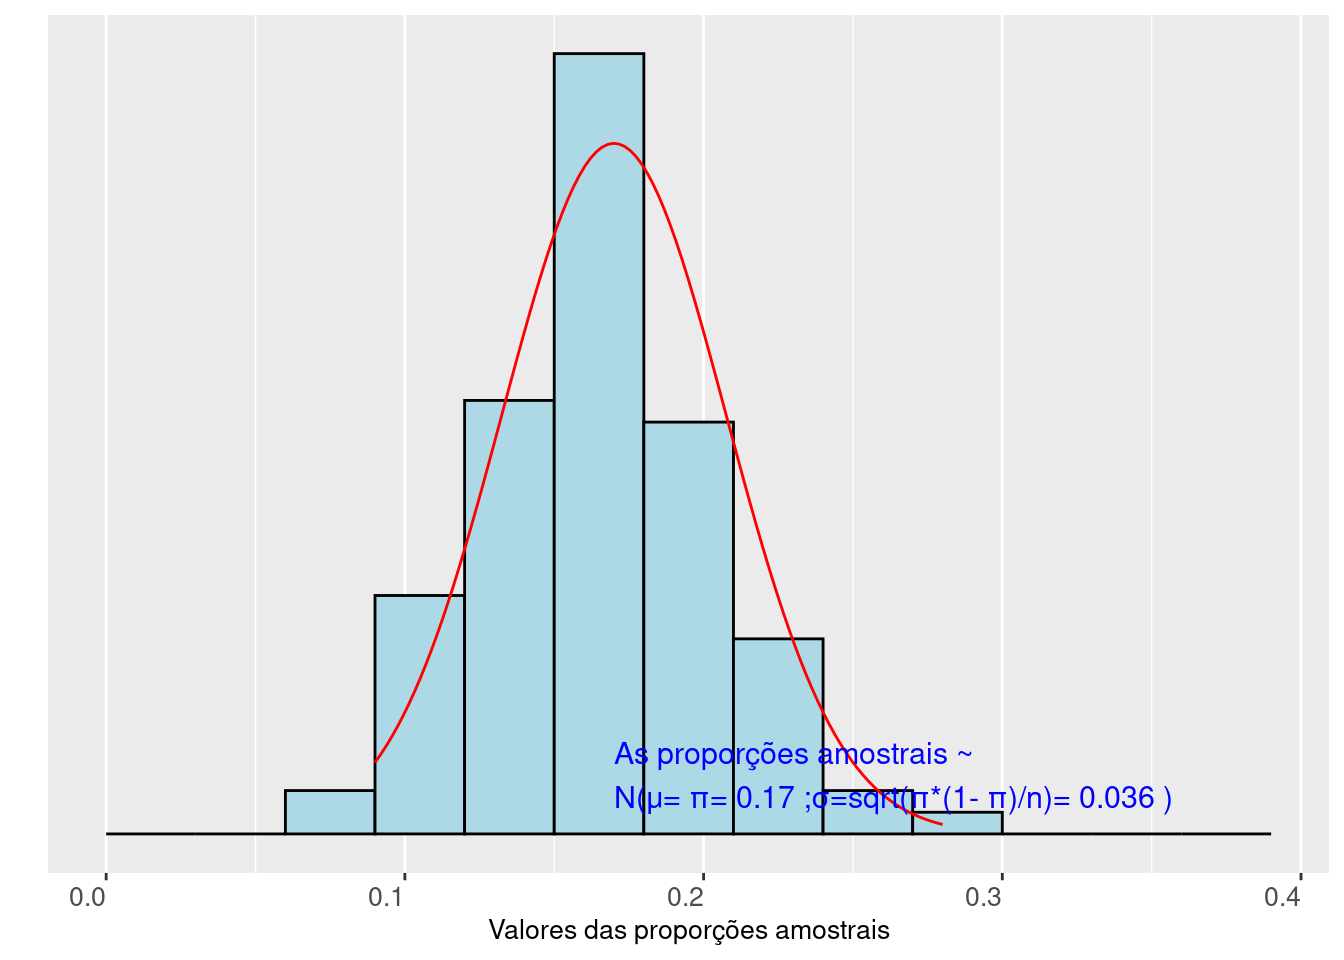 As proporções amostrais ~
N(μ= π= 0.17 ;σ=sqrt(π*(1- π)/n)= 0.036 )
0.0 0.1 0.2 0.3 0.4
Valores das proporções amostrais